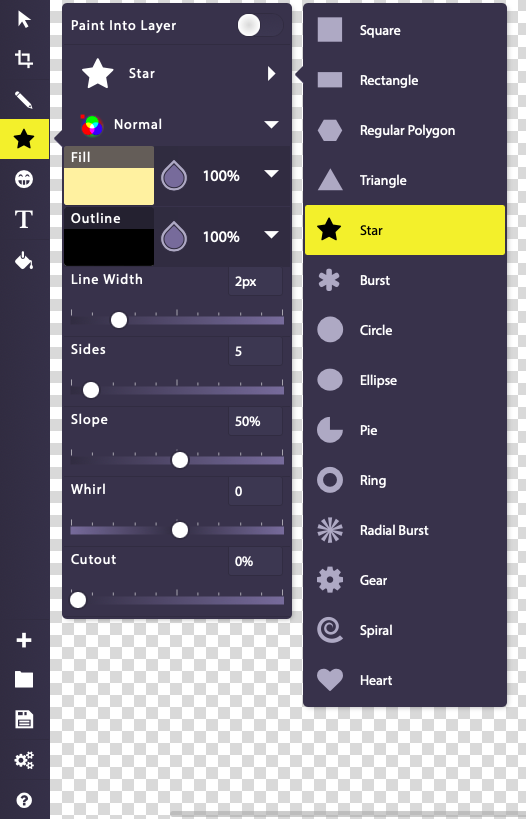 Paint Into Layer
Star
Normal
Fill
100%
Outline
100%
Line Width
2px
Sides
5
Slope
50%
Whirl
0
Cutout
0%
Square
Rectangle
Regular Polygon
Triangle
Star
Burst
Circle
Ellipse
Pie
Ring
Radial Burst
Gear
Spiral
Heart
T
?